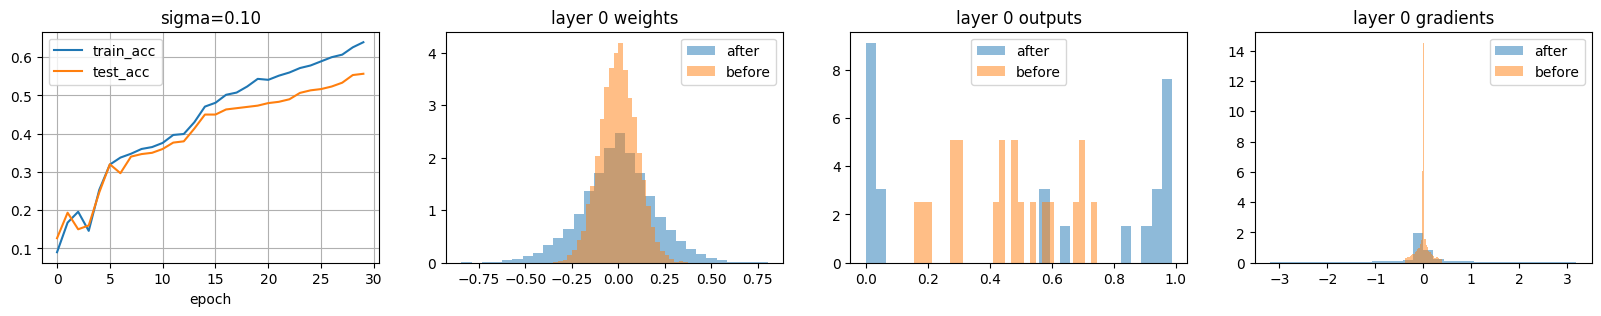 sigma=0.10
train_acc
test_acc
0.6
0.5
0.4
0.3
0.2
0.1
0 5 10 15 20 25 30
epoch
layer 0 weights
after
before
4
3
2
1
0
−0.75 −0.50 −0.25 0.00 0.25 0.50 0.75
layer 0 outputs
after
before
8
6
4
2
0
0.0 0.2 0.4 0.6 0.8 1.0
layer 0 gradients
after
before
14
12
10
8
6
4
2
0
−3 −2 −1 0 1 2 3